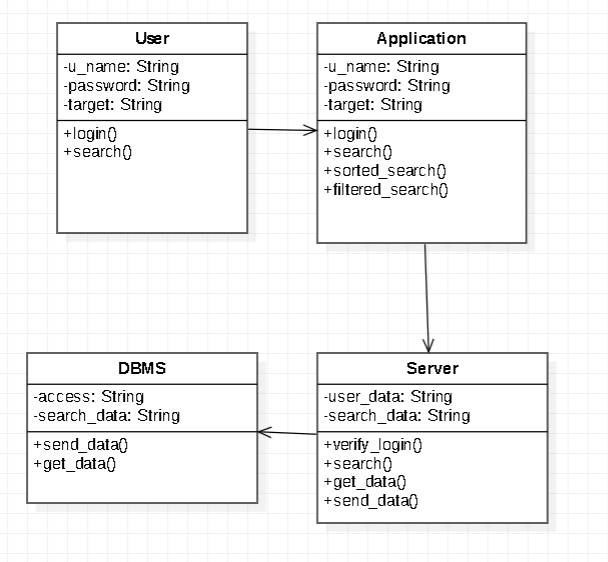 User
-u_name: String
-password: String
-target: String
+login()
+search()
Application
-u_name: String
-password: String
-target: String
+login()
+search()
+sorted_search()
+filtered_search()
DBMS
-access: String
-search_data: String
+send_data()
+get_data()
Server
-user_data: String
-search_data: String
+verify_login()
+search()
+get_data()
+send_data()